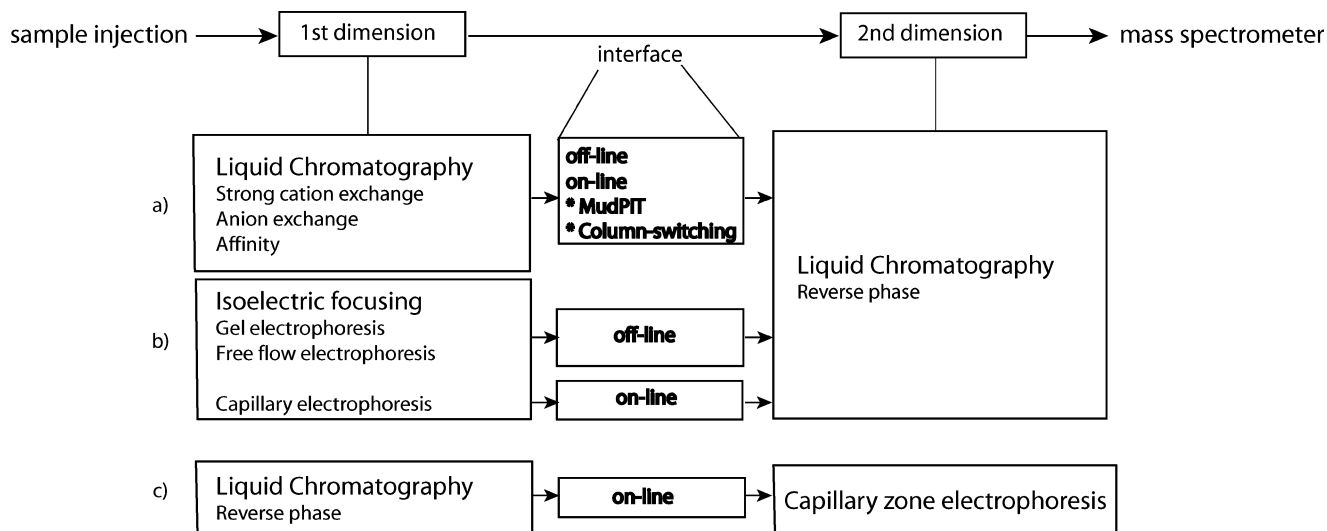 sample injection
1st dimension
interface
2nd dimension
mass spectrometer
a)
Liquid Chromatography
Strong cation exchange
Anion exchange
Affinity
off-line
on-line
* MudPIT
* Column-switching
Liquid Chromatography
Reverse phase
b)
Isoelectric focusing
Gel electrophoresis
Free flow electrophoresis
Capillary electrophoresis
off-line
on-line
c)
Liquid Chromatography
Reverse phase
on-line
Capillary zone electrophoresis